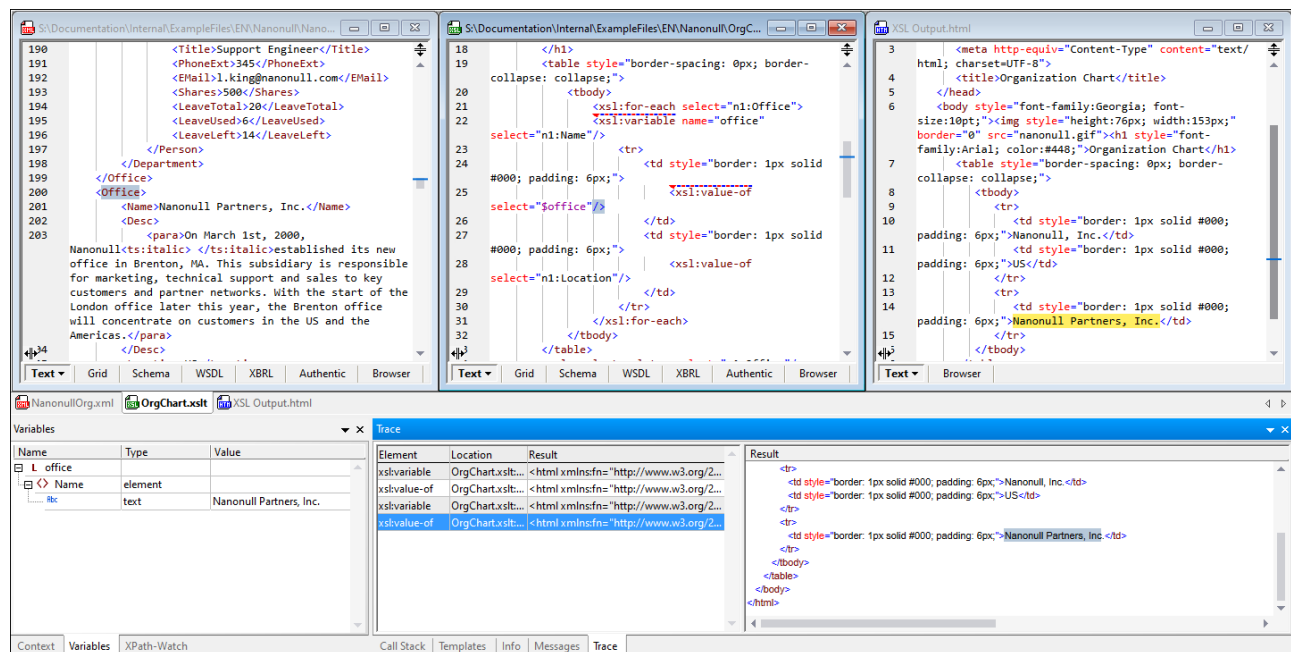 S:\Documentation\Internal\ExampleFiles\EN\Nanonull\Nano...
190 <Title>Support Engineer</Title>
191 <PhoneExt>345</PhoneExt>
192 <EMail>l.king@nanonull.com</EMail>
193 <Shares>500</Shares>
194 <LeaveTotal>20</LeaveTotal>
195 <LeaveUsed>6</LeaveUsed>
196 <LeaveLeft>14</LeaveLeft>
197 </Person>
198 </Department>
199 </Office>
200 <Office>
201 <Name>Nanonull Partners, Inc.</Name>
202 <Desc>
203 <para>On March 1st, 2000,
Nanonull<ts:italic> </ts:italic>established its new
office in Brenton, MA. This subsidiary is responsible
for marketing, technical support and sales to key
customers and partner networks. With the start of the
London office later this year, the Brenton office
will concentrate on customers in the US and the
Americas.</para>
</Desc>
Text Grid Schema WSDL XBRL Authentic Browser
S:\Documentation\Internal\ExampleFiles\EN\Nanonull\OrgC...
18 </h1>
19 <table style="border-spacing: 0px; border-
collapse: collapse;">
20 <tbody>
21 <xsl:for-each select="n1:Office">
22 <xsl:variable name="office"
select="n1:Name"/>
23 <tr>
24 <td style="border: 1px solid
#000; padding: 6px;">
25 <xsl:value-of
select="$office"/>
26 </td>
27 <td style="border: 1px solid
#000; padding: 6px;">
28 <xsl:value-of
select="n1:Location"/>
29 </td>
30 </tr>
31 </xsl:for-each>
32 </tbody>
</table>
Text Grid Schema WSDL XBRL Authentic Browser
XSL Output.html
3 <meta http-equiv="Content-Type" content="text/
html; charset=UTF-8">
4 <title>Organization Chart</title>
5 </head>
6 <body style="font-family:Georgia; font-
size:10pt;"><img style="height:76px; width:153px;"
border="0" src="nanonull.gif"><h1 style="font-
family:Arial; color:#448;">Organization Chart</h1>
7 <table style="border-spacing: 0px; border-
collapse: collapse;">
8 <tbody>
9 <tr>
10 <td style="border: 1px solid #000;
padding: 6px;">Nanonull, Inc.</td>
11 <td style="border: 1px solid #000;
padding: 6px;">US</td>
12 </tr>
13 <tr>
14 <td style="border: 1px solid #000;
padding: 6px;">Nanonull Partners, Inc.</td>
15 </tr>
</tbody>
Text Browser
NanonullOrg.xml OrgChart.xslt XSL Output.html
Variables
Name Type Value
L office
Name element
Abc text Nanonull Partners, Inc.
Context Variables XPath-Watch
Trace
Element Location Result
xsl:variable OrgChart.xslt:... <html xmlns:fn="http://www.w3.org/2...
xsl:value-of OrgChart.xslt:... <html xmlns:fn="http://www.w3.org/2...
xsl:variable OrgChart.xslt:... <html xmlns:fn="http://www.w3.org/2...
xsl:value-of OrgChart.xslt:... <html xmlns:fn="http://www.w3.org/2...
Result
<tr>
<td style="border: 1px solid #000; padding: 6px;">Nanonull, Inc.</td>
<td style="border: 1px solid #000; padding: 6px;">US</td>
</tr>
<tr>
<td style="border: 1px solid #000; padding: 6px;">Nanonull Partners, Inc.</td>
</tr>
</tbody>
</table>
</body>
</html>
Call Stack Templates Info Messages Trace